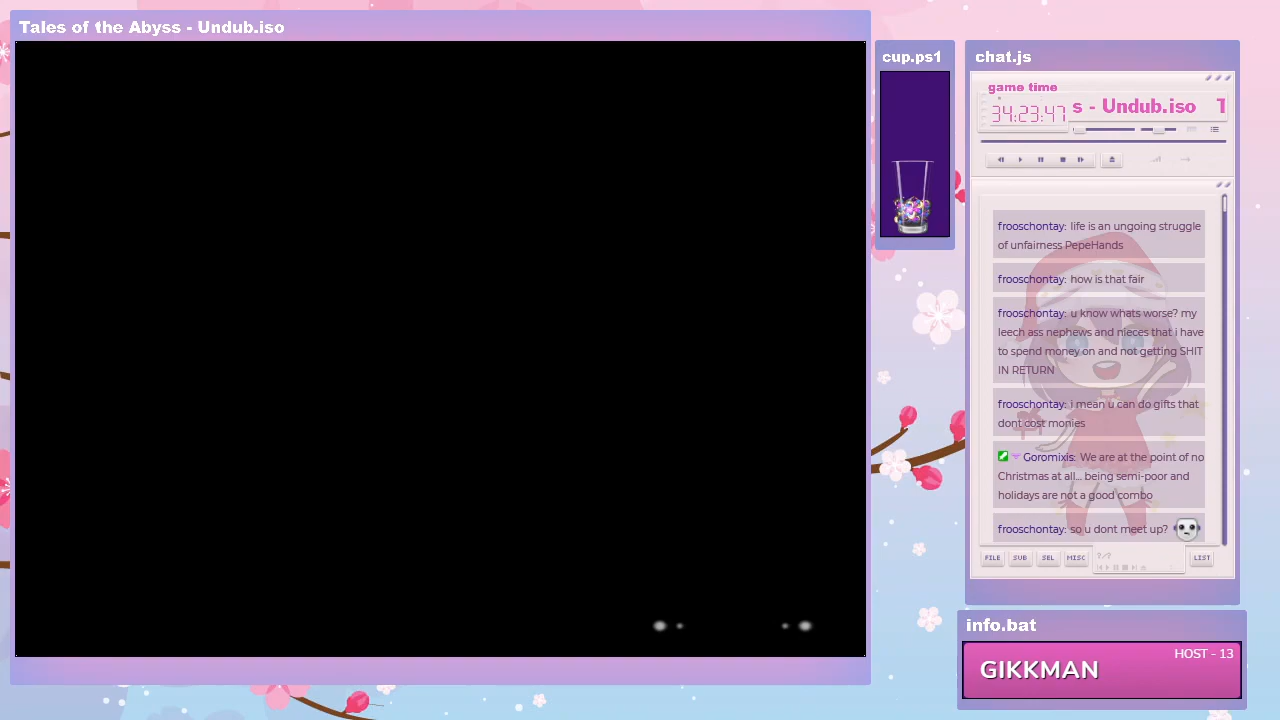 Tales of the Abyss - Undub.iso
cup.ps1
chat.js
game time
34:23:47
s - Undub.iso
frooschontay: life is an ungoing struggle
of unfairness PepeHands
frooschontay: how is that fair
frooschontay: u know whats worse? my
leech ass nephews and nieces that i have
to spend money on and not getting SHIT
IN RETURN
frooschontay: i mean u can do gifts that
dont cost monies
Goromixis: We are at the point of no
Christmas at all... being semi-poor and
holidays are not a good combo
frooschontay: so u dont meet up?
FILE
SUB
SEL
MISC
?/?
LIST
info.bat
HOST - 13
GIKKMAN